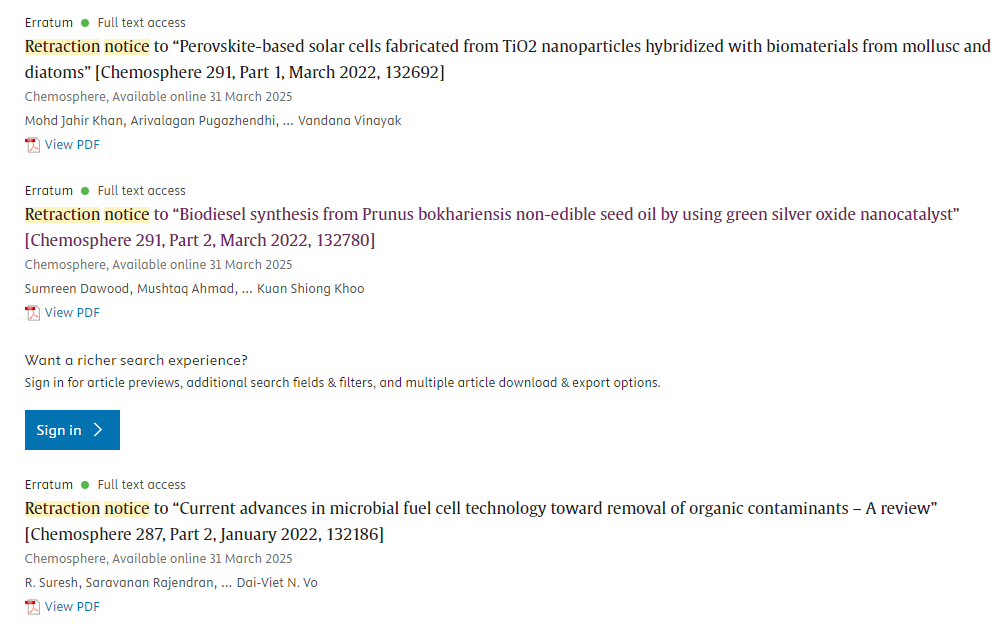 Erratum ● Full text access
Retraction notice to “Perovskite-based solar cells fabricated from TiO2 nanoparticles hybridized with biomaterials from mollusc and
diatoms” [Chemosphere 291, Part 1, March 2022, 132692]
Chemosphere, Available online 31 March 2025
Mohd Jahir Khan, Arivalagan Pugazhendhi, ... Vandana Vinayak
View PDF
Erratum ● Full text access
Retraction notice to “Biodiesel synthesis from Prunus bokhariensis non-edible seed oil by using green silver oxide nanocatalyst”
[Chemosphere 291, Part 2, March 2022, 132780]
Chemosphere, Available online 31 March 2025
Sumreen Dawood, Mushtaq Ahmad, ... Kuan Shiong Khoo
View PDF
Want a richer search experience?
Sign in for article previews, additional search fields & filters, and multiple article download & export options.
Sign in
Erratum ● Full text access
Retraction notice to “Current advances in microbial fuel cell technology toward removal of organic contaminants – A review”
[Chemosphere 287, Part 2, January 2022, 132186]
Chemosphere, Available online 31 March 2025
R. Suresh, Saravanan Rajendran, ... Dai-Viet N. Vo
View PDF